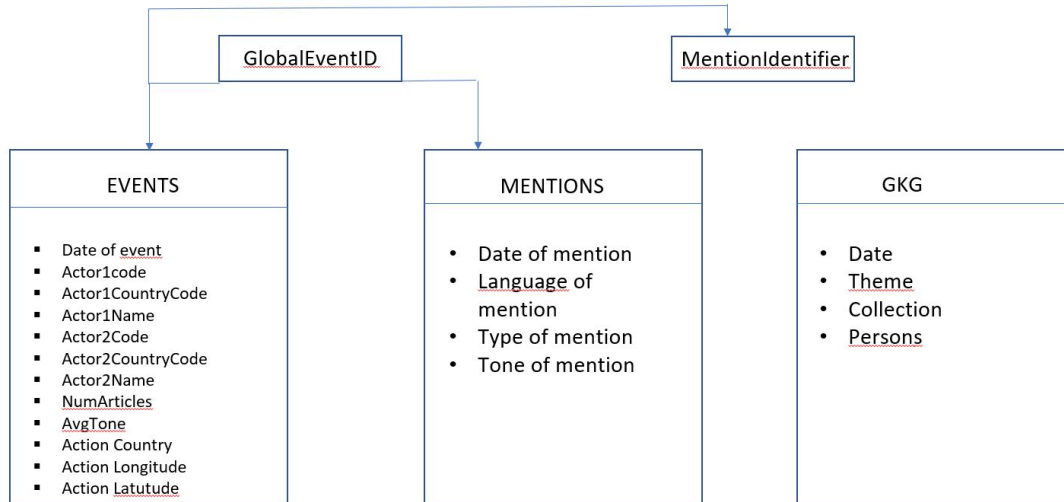 GlobalEventID
MentionIdentifier
EVENTS
▪ Date of event
▪ Actor1code
▪ Actor1CountryCode
▪ Actor1Name
▪ Actor2Code
▪ Actor2CountryCode
▪ Actor2Name
▪ NumArticles
▪ AvgTone
▪ Action Country
▪ Action Longitude
▪ Action Latutude
MENTIONS
• Date of mention
• Language of
mention
• Type of mention
• Tone of mention
GKG
• Date
• Theme
• Collection
• Persons